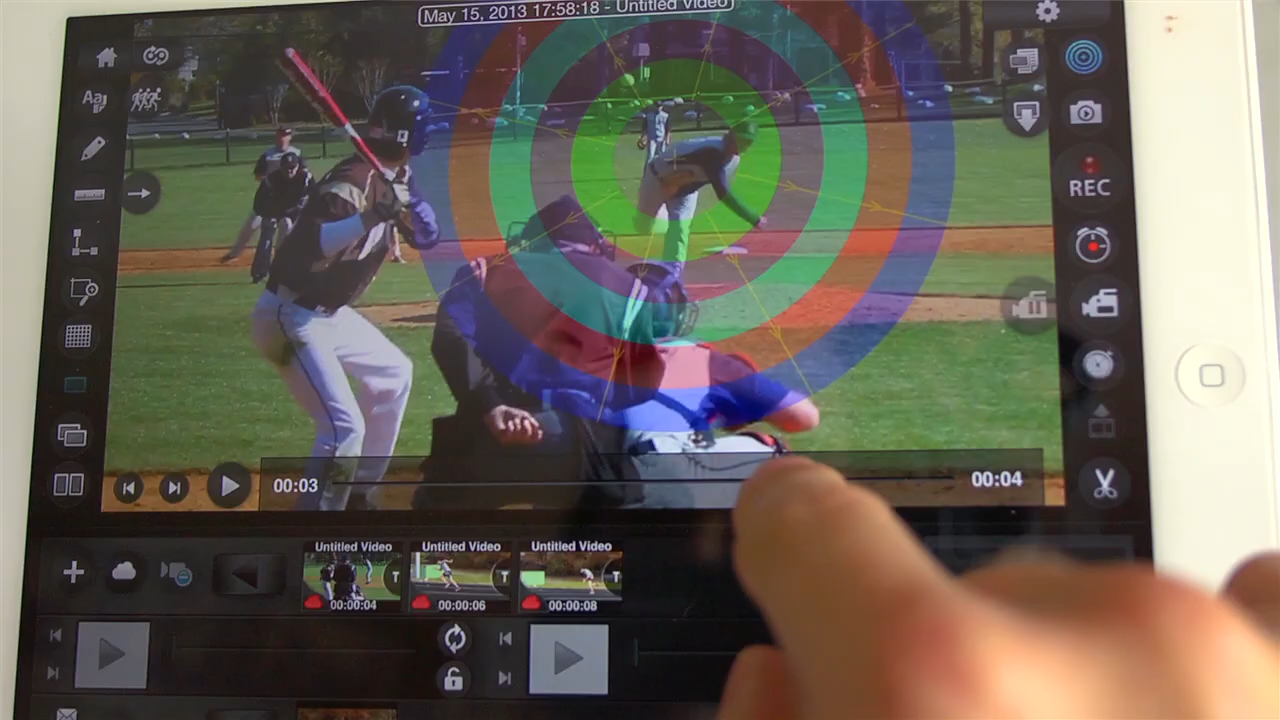 May 15, 2013 17:58:18 - Untitled Video
REC
00:03
00:04
Untitled Video
Untitled Video
Untitled Video
T
T
T
00:00:04
00:00:06
00:00:08